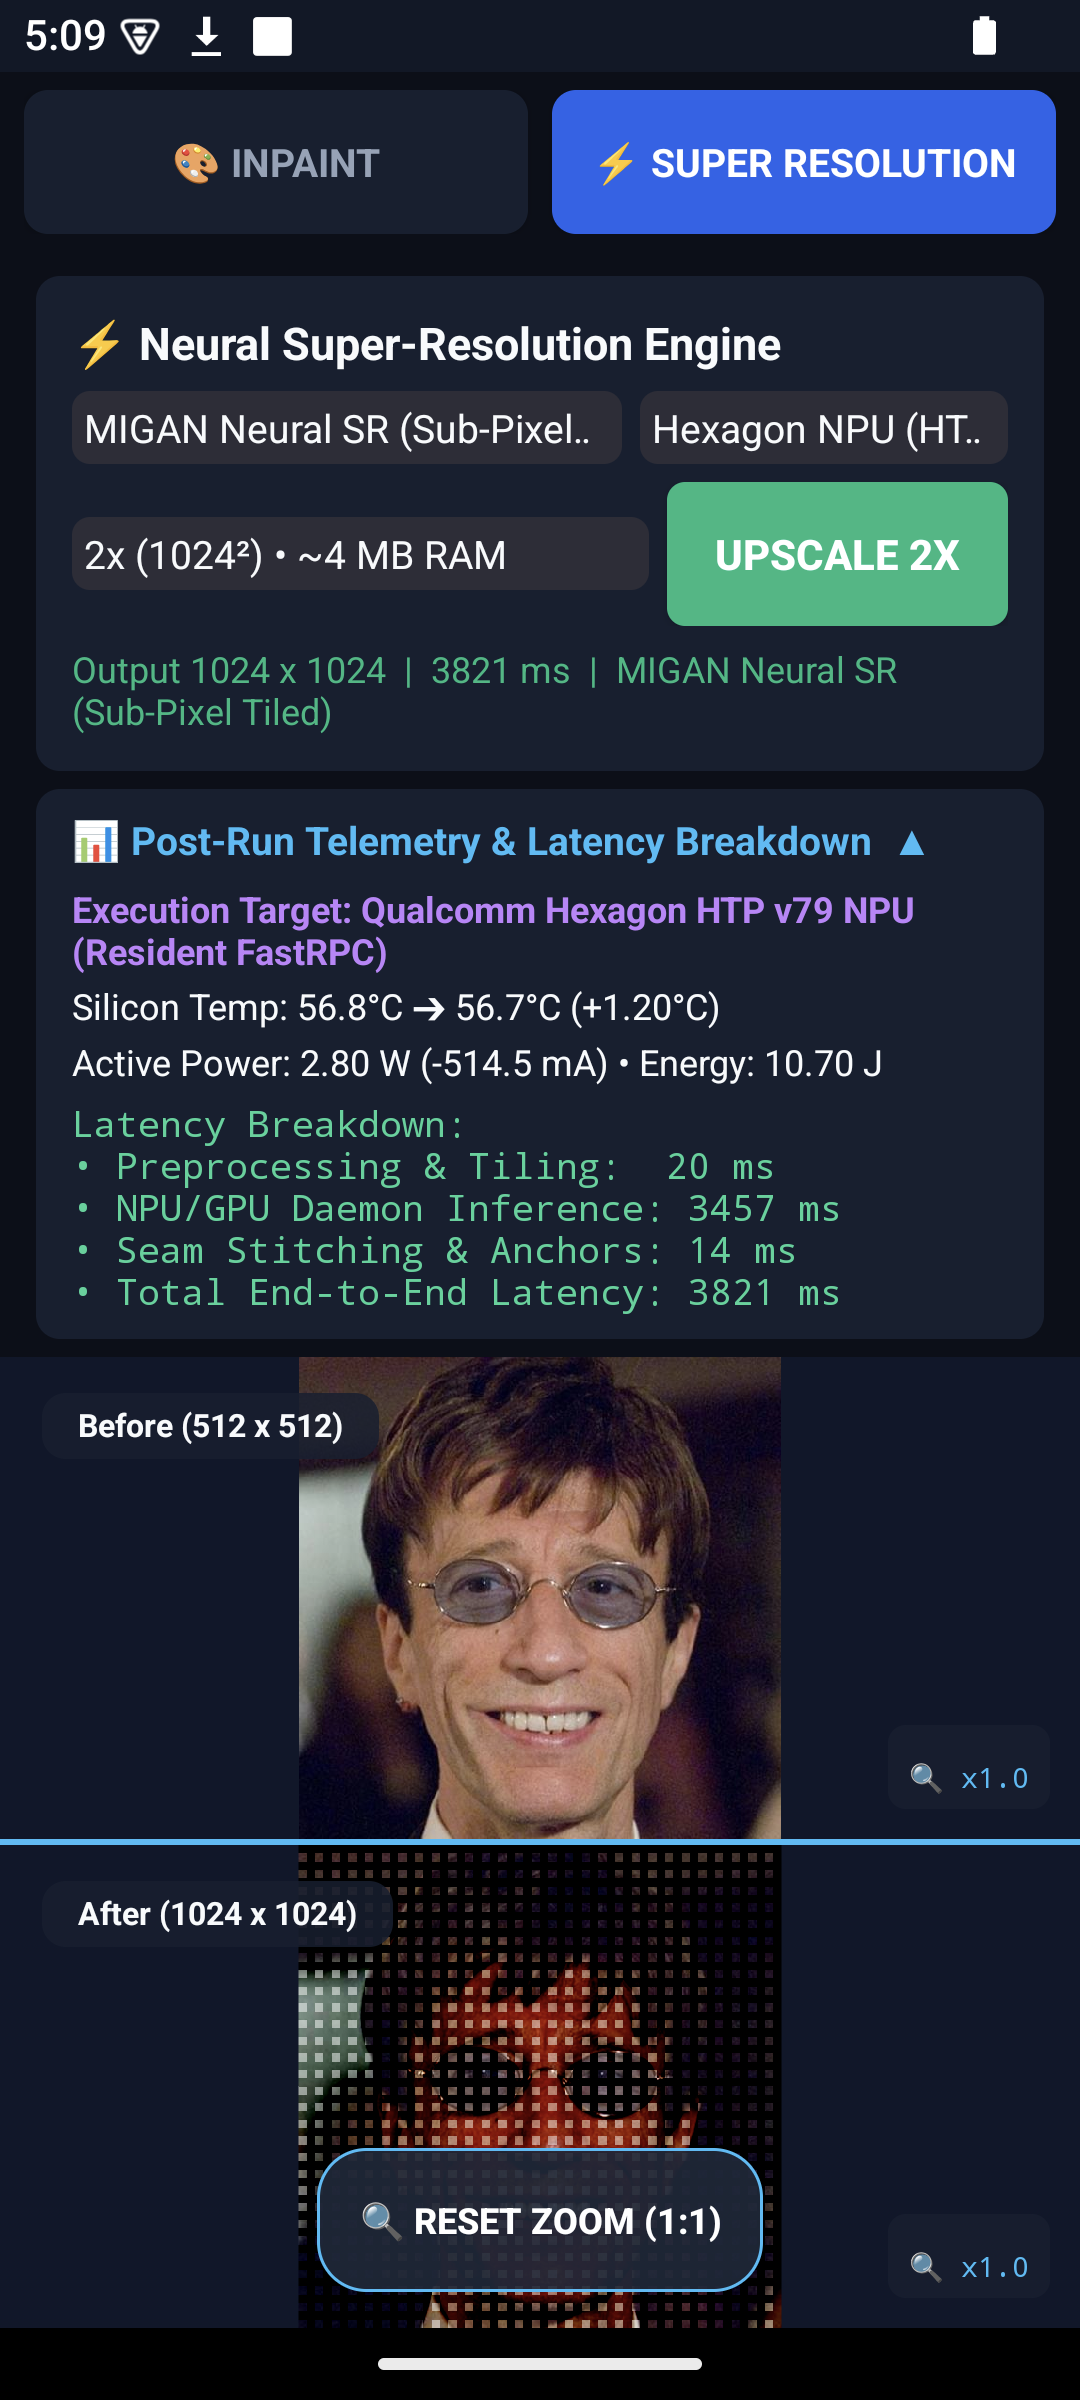 5:09
🎨 INPAINT
⚡ SUPER RESOLUTION
⚡ Neural Super-Resolution Engine
MIGAN Neural SR (Sub-Pixel..
Hexagon NPU (HT..
2x (1024²) • ~4 MB RAM
UPSCALE 2X
Output 1024 x 1024 | 3821 ms | MIGAN Neural SR
(Sub-Pixel Tiled)
📊 Post-Run Telemetry & Latency Breakdown ▲
Execution Target: Qualcomm Hexagon HTP v79 NPU
(Resident FastRPC)
Silicon Temp: 56.8°C ➔ 56.7°C (+1.20°C)
Active Power: 2.80 W (-514.5 mA) • Energy: 10.70 J
Latency Breakdown:
• Preprocessing & Tiling: 20 ms
• NPU/GPU Daemon Inference: 3457 ms
• Seam Stitching & Anchors: 14 ms
• Total End-to-End Latency: 3821 ms
Before (512 x 512)
🔍 x1.0
After (1024 x 1024)
🔍 RESET ZOOM (1:1)
🔍 x1.0